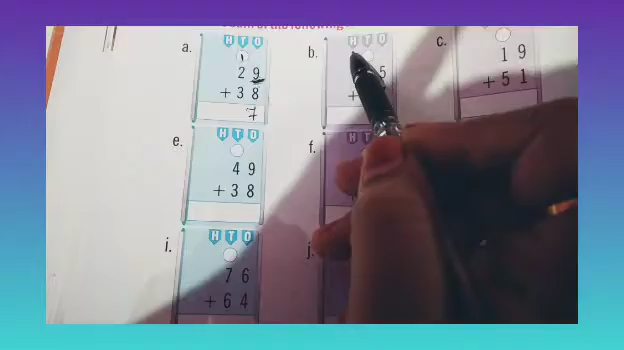 a. H T O
1
2 9
+ 3 8
7
b. H T O
5
+
c.
1 9
+ 5 1
e. H T O
4 9
+ 3 8
f. H T
i. H T O
7 6
+ 6 4
j.